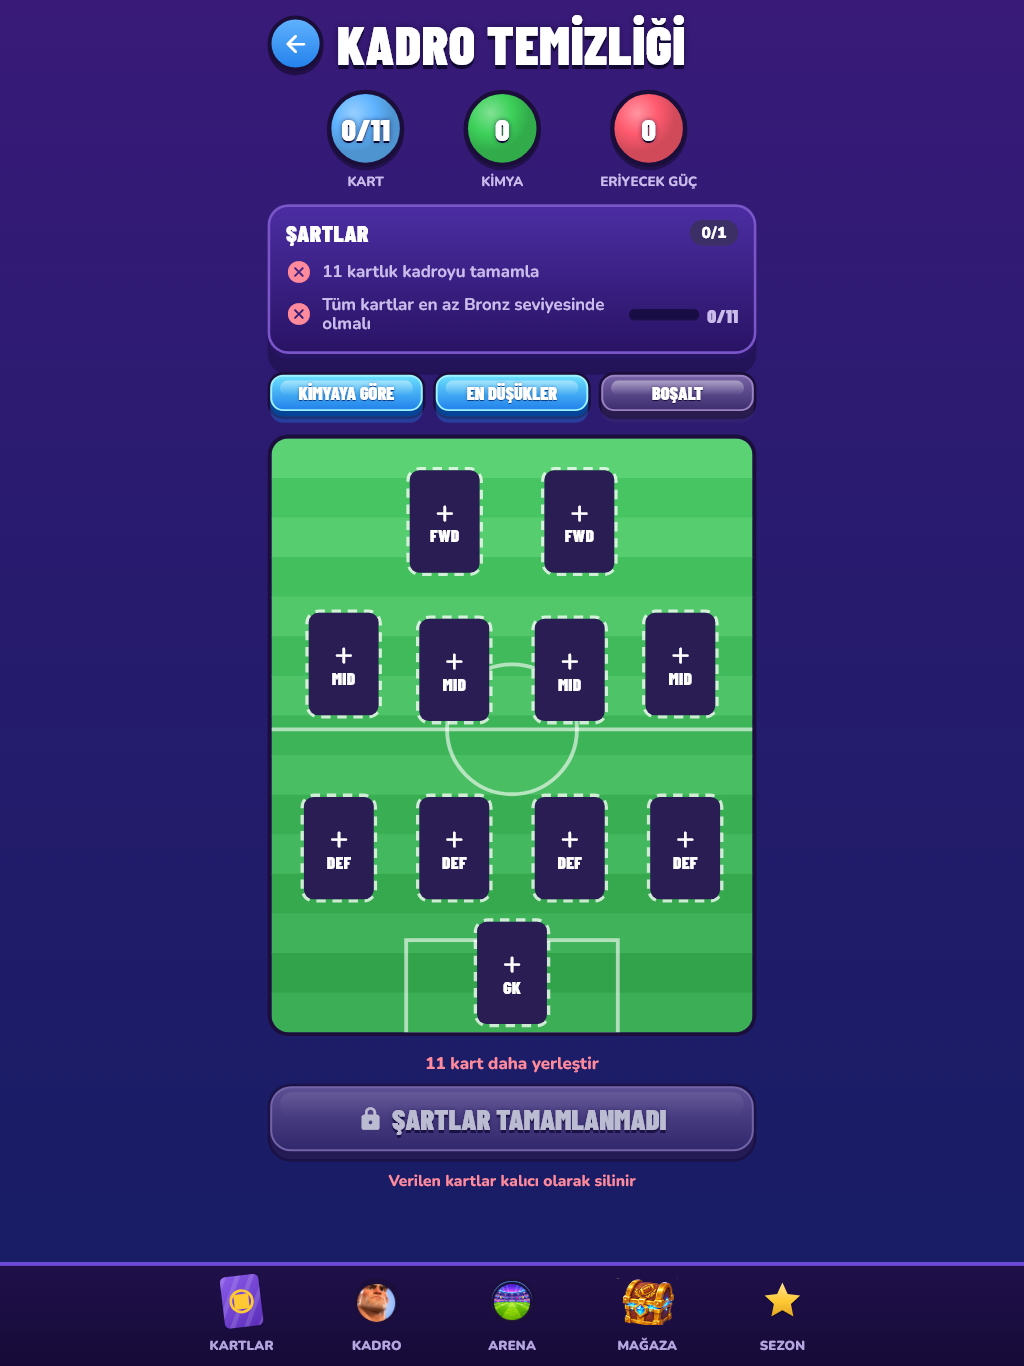 KADRO TEMİZLİĞİ
0/11
0
0
KART
KİMYA
ERİYECEK GÜÇ
ŞARTLAR
0/1
11 kartlık kadroyu tamamla
Tüm kartlar en az Bronz seviyesinde
olmalı
0/11
KİMYAYA GÖRE
EN DÜŞÜKLER
BOŞALT
FWD
FWD
MID
MID
MID
MID
DEF
DEF
DEF
DEF
GK
11 kart daha yerleştir
ŞARTLAR TAMAMLANMADI
Verilen kartlar kalıcı olarak silinir
KARTLAR
KADRO
ARENA
MAĞAZA
SEZON